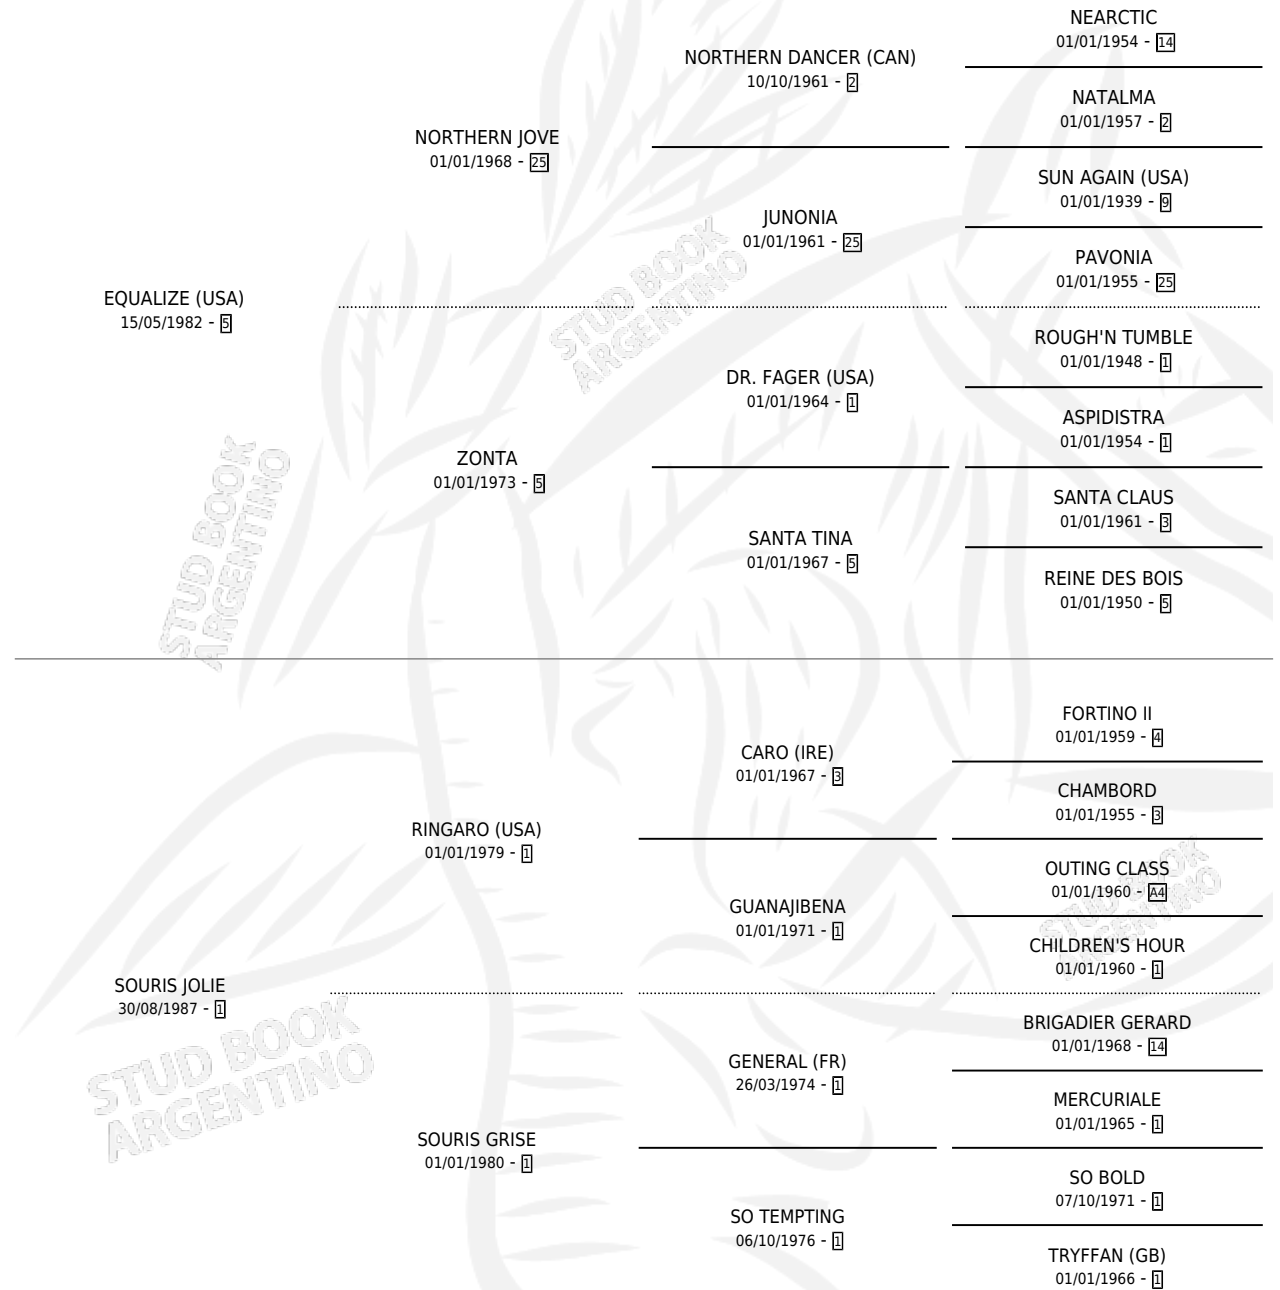 NEARCTIC
01/01/1954 - 14
NORTHERN DANCER (CAN)
10/10/1961 - 2
NATALMA
01/01/1957 - 2
NORTHERN JOVE
01/01/1968 - 25
SUN AGAIN (USA)
01/01/1939 - 9
JUNONIA
01/01/1961 - 25
PAVONIA
01/01/1955 - 25
EQUALIZE (USA)
15/05/1982 - 5
STUD BOOK
ARGENTINO
ROUGH'N TUMBLE
01/01/1948 - 1
DR. FAGER (USA)
01/01/1964 - 1
ASPIDISTRA
01/01/1954 - 1
ZONTA
01/01/1973 - 5
SANTA CLAUS
01/01/1961 - 3
SANTA TINA
01/01/1967 - 5
REINE DES BOIS
01/01/1950 - 5
STUD BOOK
ARGENTINO
FORTINO II
01/01/1959 - 4
CARO (IRE)
01/01/1967 - 3
CHAMBORD
01/01/1955 - 3
RINGARO (USA)
01/01/1979 - 1
OUTING CLASS
01/01/1960 - A4
GUANAJIBENA
01/01/1971 - 1
CHILDREN'S HOUR
01/01/1960 - 1
STUD BOOK
ARGENTINO
SOURIS JOLIE
30/08/1987 - 1
BRIGADIER GERARD
01/01/1968 - 14
GENERAL (FR)
26/03/1974 - 1
MERCURIALE
01/01/1965 - 1
STUD BOOK
ARGENTINO
SOURIS GRISE
01/01/1980 - 1
SO BOLD
07/10/1971 - 1
SO TEMPTING
06/10/1976 - 1
TRYFFAN (GB)
01/01/1966 - 1